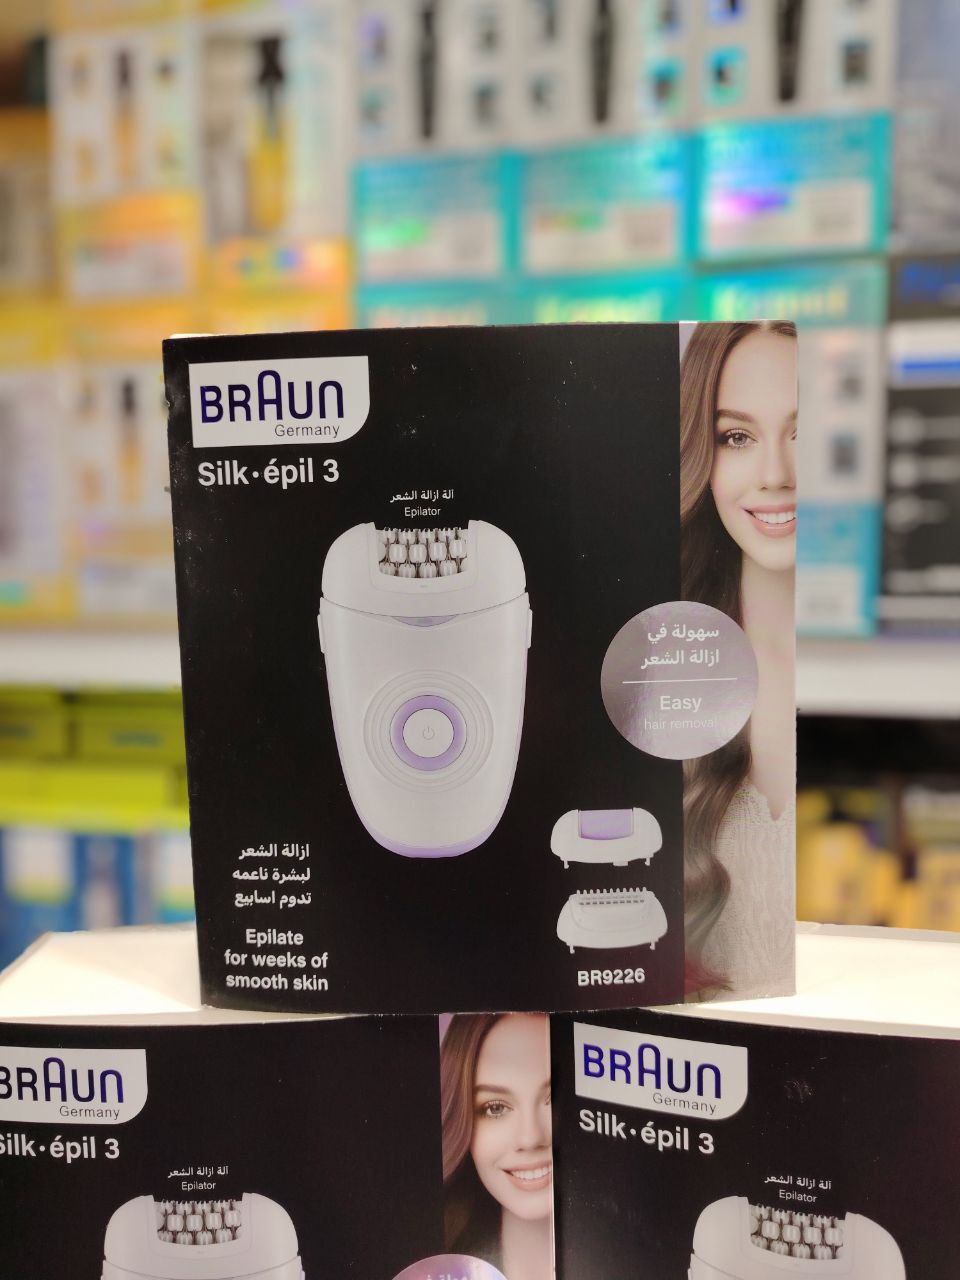 BRAUN
Germany
Silk·épil 3
آلة ازالة الشعر
Epilator
سهولة في
ازالة الشعر
Easy
hair removal
ازالة الشعر
لبشرة ناعمه
تدوم اسابيع
Epilate
for weeks of
smooth skin
BR9226
BRAUN
Germany
Silk·épil 3
آلة ازالة الشعر
Epilator
سهولة في
BRAUN
Germany
Silk·épil 3
آلة ازالة الشعر
Epilator